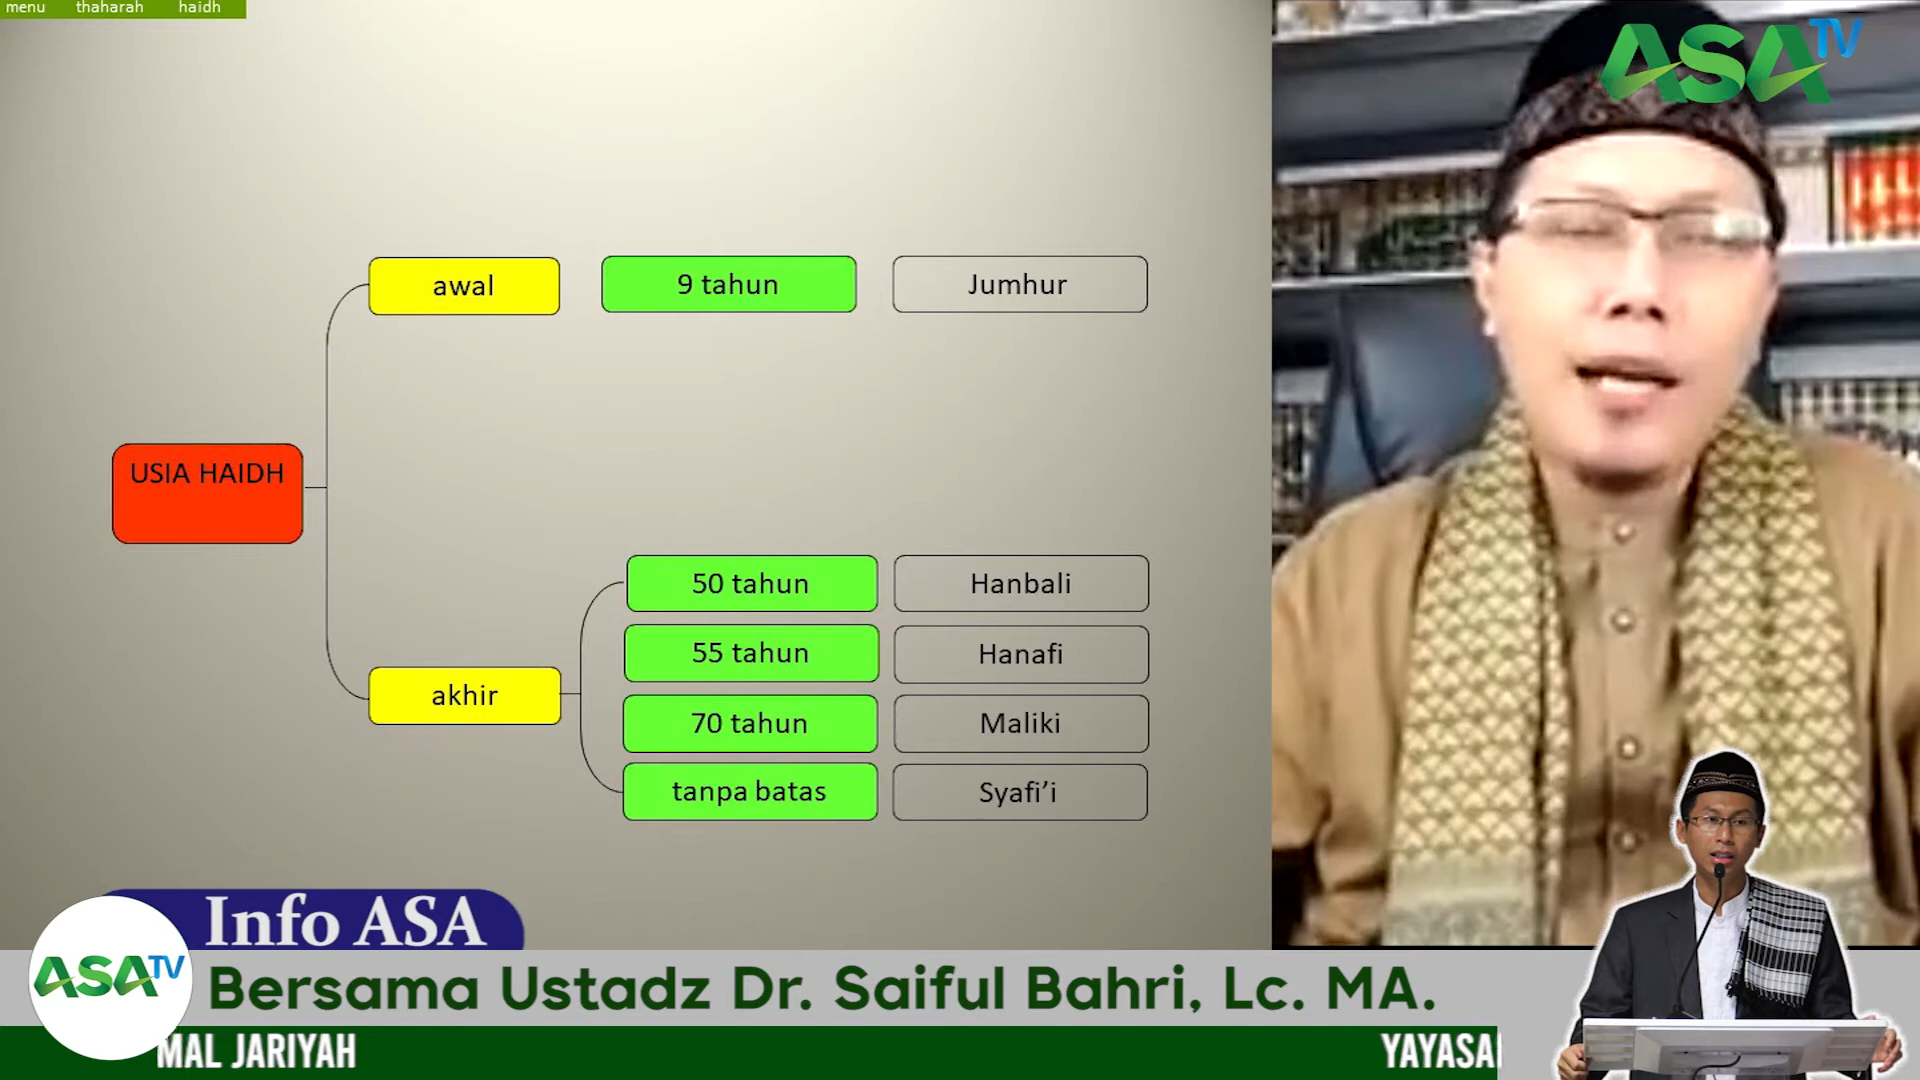 menu thaharah haidh
ASA TV
awal 9 tahun Jumhur
USIA HAIDH
50 tahun Hanbali
55 tahun Hanafi
akhir
70 tahun Maliki
tanpa batas Syafi’i
Info ASA
ASA TV
Bersama Ustadz Dr. Saiful Bahri, Lc. MA.
MAL JARIYAH YAYASA